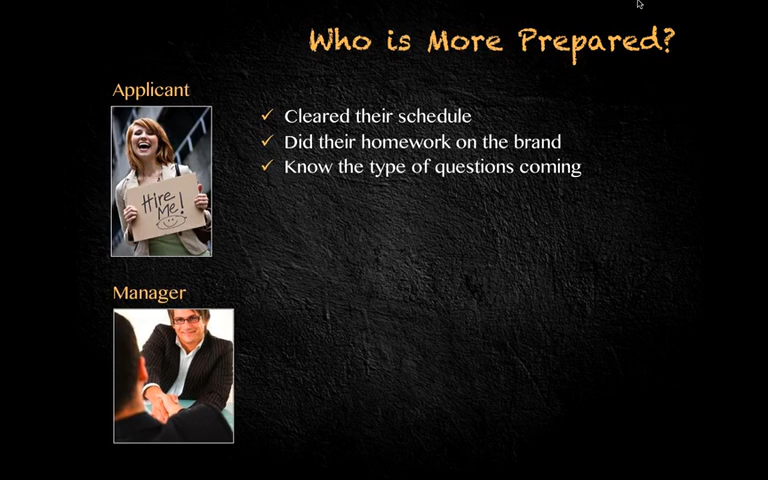 Who is More Prepared?
Applicant
✓ Cleared their schedule
✓ Did their homework on the brand
✓ Know the type of questions coming
Hire
Me!
Manager